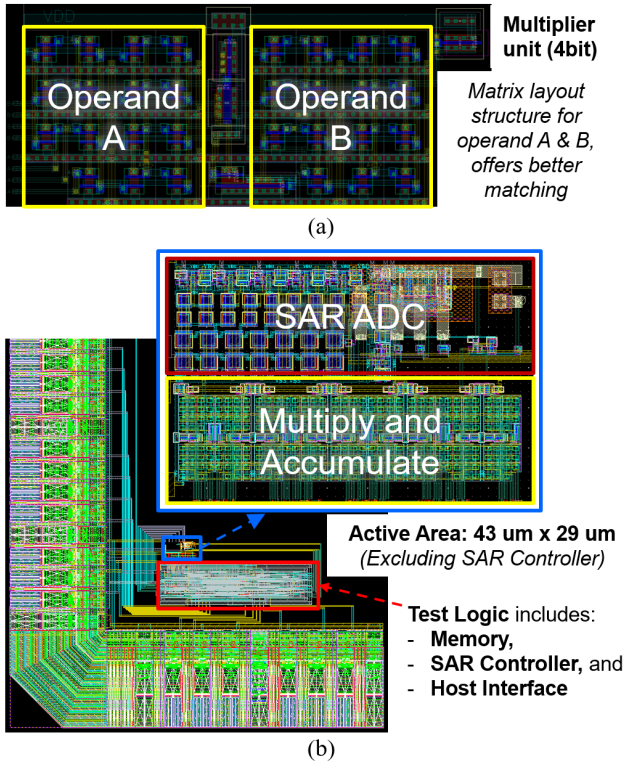 VDD
Operand
A
Operand
B
Multiplier
unit (4bit)
Matrix layout
structure for
operand A & B,
offers better
matching
(a)
SAR ADC
Multiply and
Accumulate
Active Area: 43 um x 29 um
(Excluding SAR Controller)
Test Logic includes:
- Memory,
- SAR Controller, and
- Host Interface
(b)